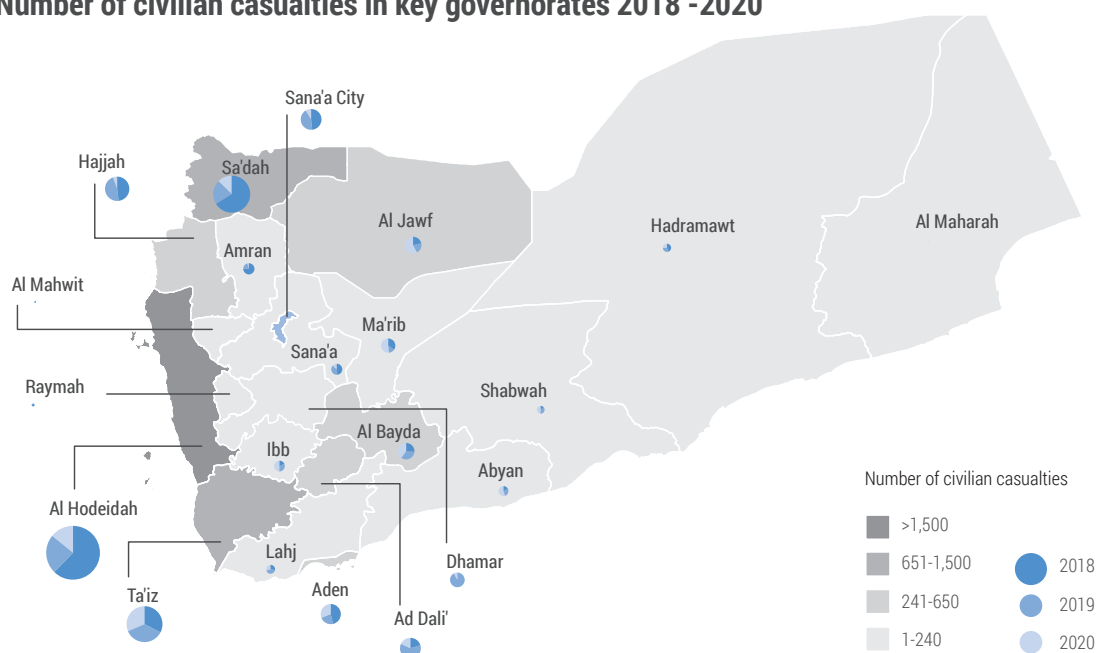 Number of civilian casualties in key governorates 2018 -2020
Sana'a City
Hajjah
Sa'dah
Al Jawf
Hadramawt
Al Maharah
Amran
Al Mahwit
Ma'rib
Sana'a
Raymah
Shabwah
Al Bayda
Ibb
Abyan
Al Hodeidah
Lahj
Dhamar
Ta'iz
Aden
Ad Dali'
Number of civilian casualties
>1,500
651-1,500
241-650
1-240
2018
2019
2020